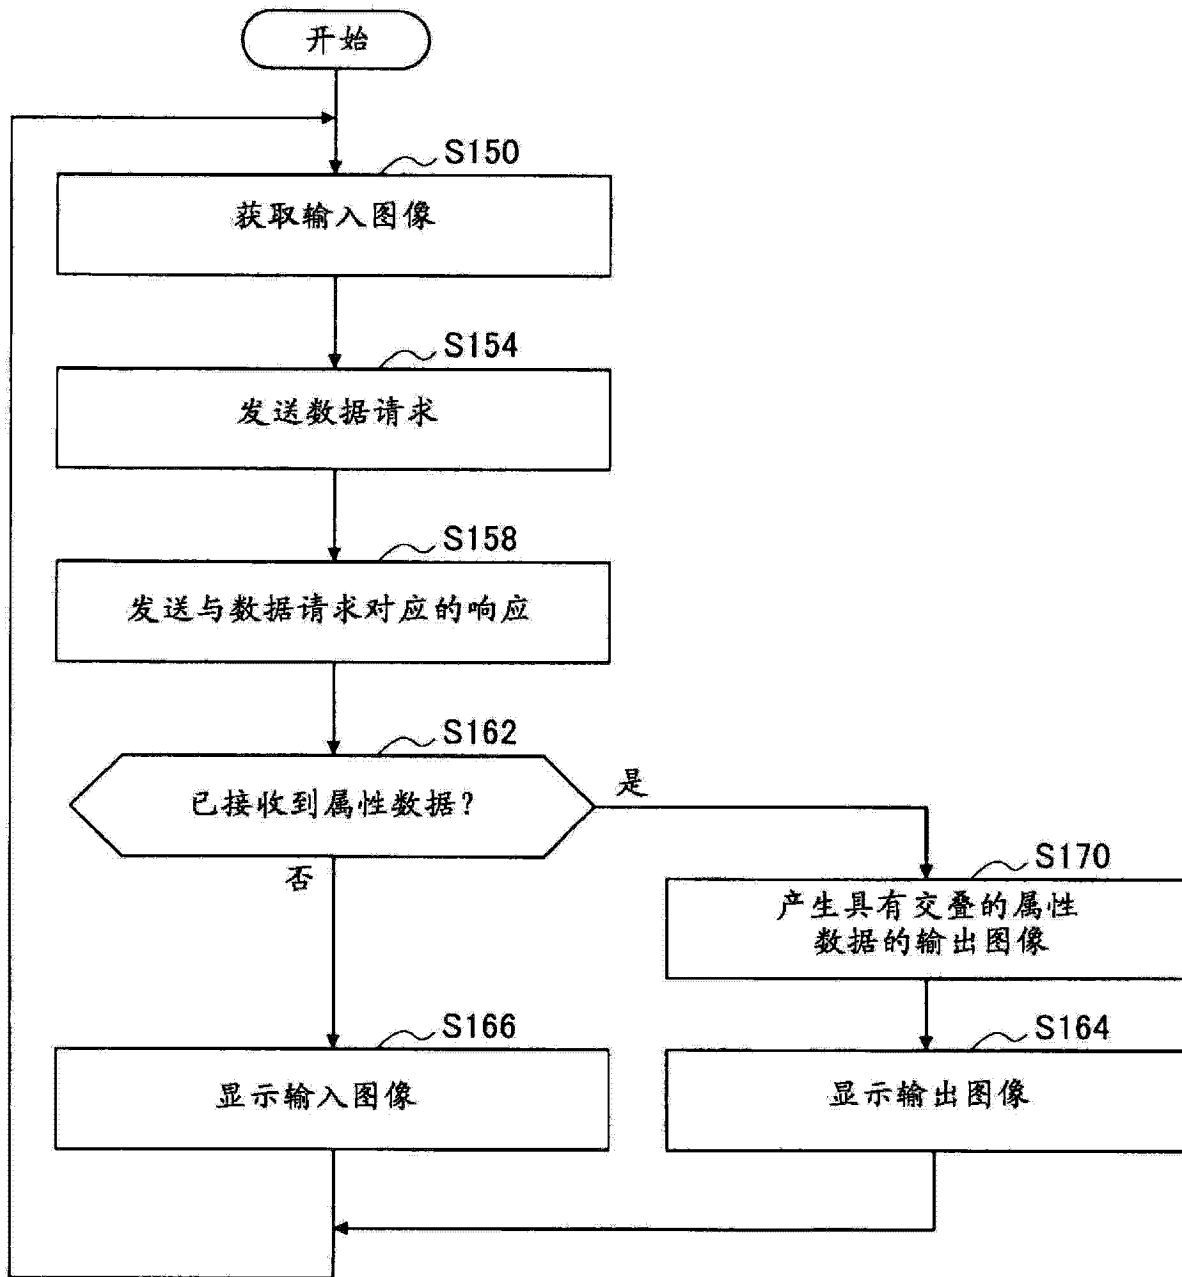 开始
S150
获取输入图像
S154
发送数据请求
S158
发送与数据请求对应的响应
S162
已接收到属性数据?
是
否
S170
产生具有交叠的属性
数据的输出图像
S166
显示输入图像
S164
显示输出图像